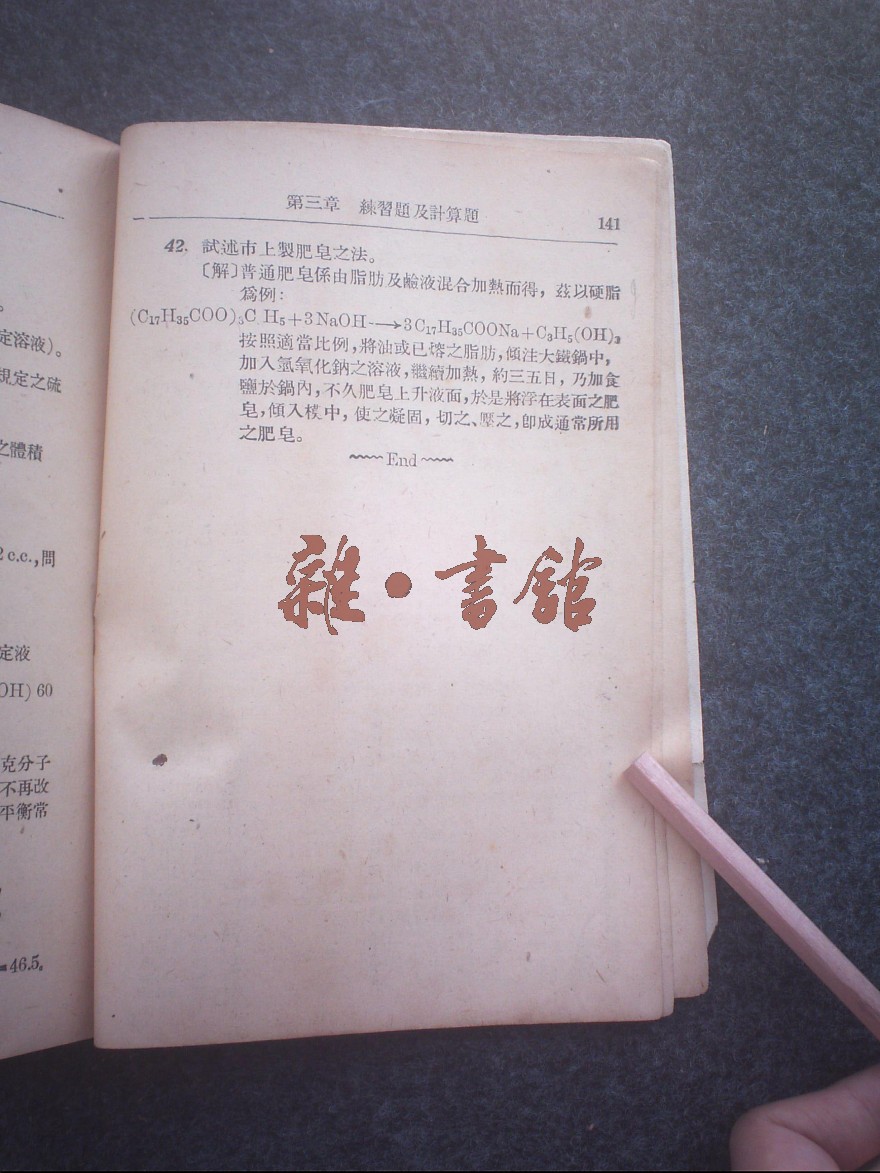 定溶液)。
規定之硫
之體積
2 c.c.,問
定液
OH) 60
克分子
不再改
平衡常
=46.5。
第三章 練習題及計算題
141
42. 試述市上製肥皂之法。
〔解〕普通肥皂係由脂肪及鹼液混合加熱而得，茲以硬脂
爲例：
(C₁₇H₃₅COO)₃C H₅+3NaOH⟶3C₁₇H₃₅COONa+C₃H₅(OH)₃
按照適當比例，將油或已熔之脂肪，傾注大鐵鍋中，
加入氫氧化鈉之溶液，繼續加熱，約三五日，乃加食
鹽於鍋內，不久肥皂上升液面，於是將浮在表面之肥
皂，傾入模中，使之凝固，切之、壓之，卽成通常所用
之肥皂。
~~~~End~~~~
雜·書館